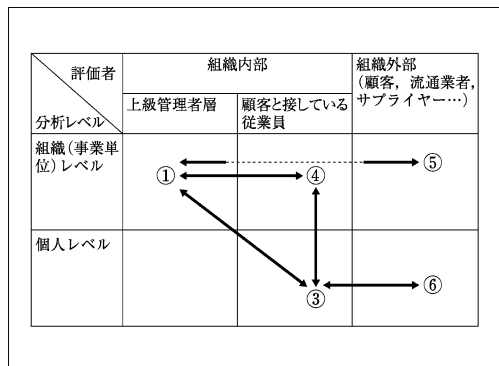 評価者
分析レベル
組織内部
組織外部
(顧客,流通業者,
サプライヤー…)
上級管理者層
顧客と接している
従業員
組織(事業単
位)レベル
①
④
⑤
個人レベル
③
⑥